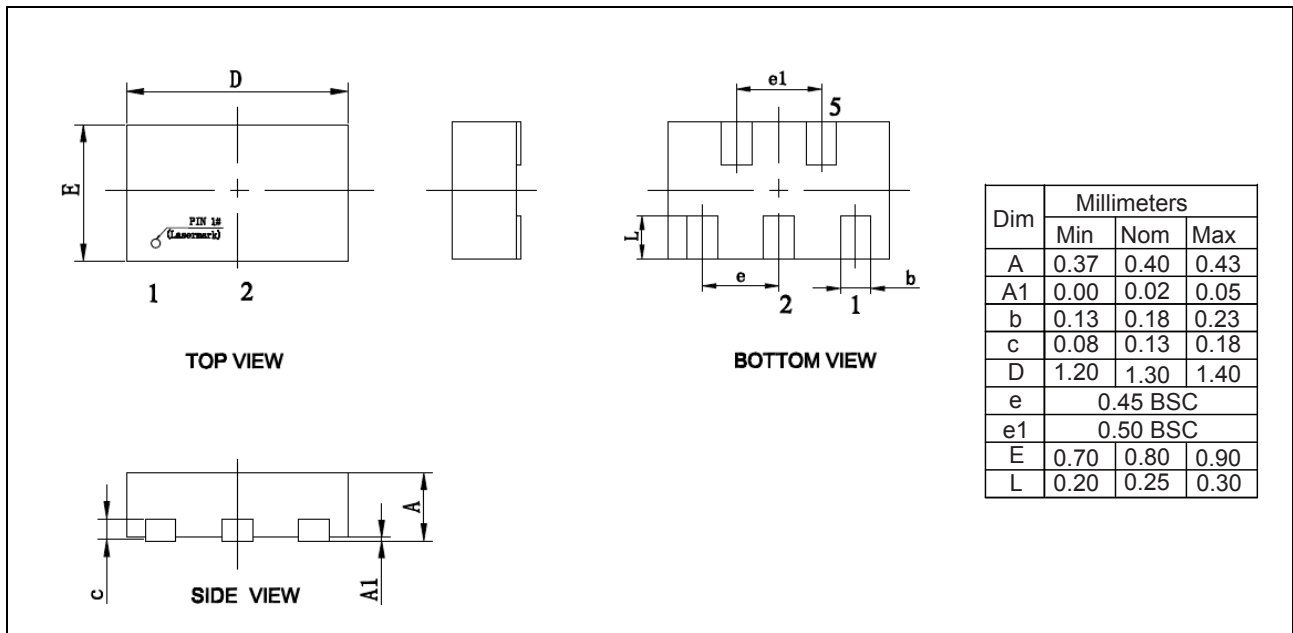 D
E
PIN 1#
(Lasermark)
1 2
TOP VIEW
e1
5
L
e
b
2 1
BOTTOM VIEW
c
A
A1
SIDE VIEW
Dim Millimeters
Min Nom Max
A 0.37 0.40 0.43
A1 0.00 0.02 0.05
b 0.13 0.18 0.23
c 0.08 0.13 0.18
D 1.20 1.30 1.40
e 0.45 BSC
e1 0.50 BSC
E 0.70 0.80 0.90
L 0.20 0.25 0.30